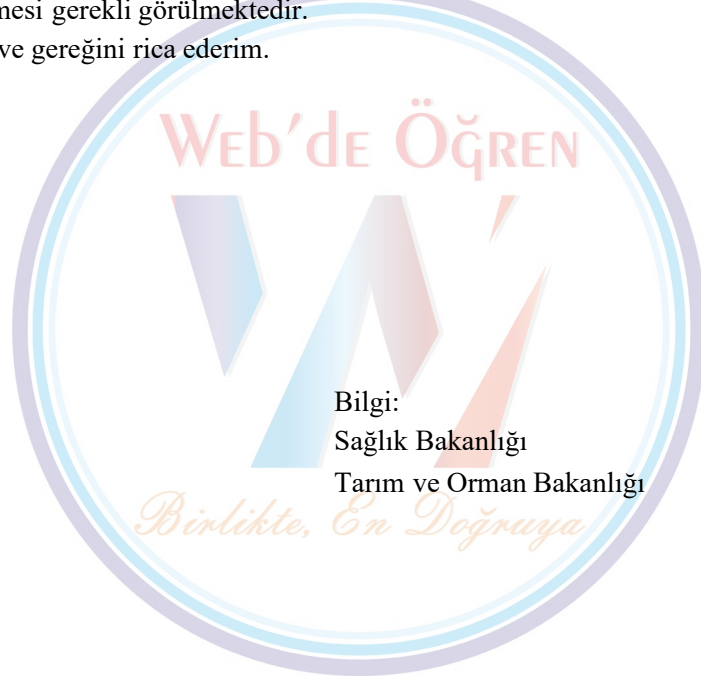 mesi gerekli görülmektedir.
ve gereğini rica ederim.
Web'de Öğren
Bilgi:
Sağlık Bakanlığı
Tarım ve Orman Bakanlığı
Birlikte, En Doğruya